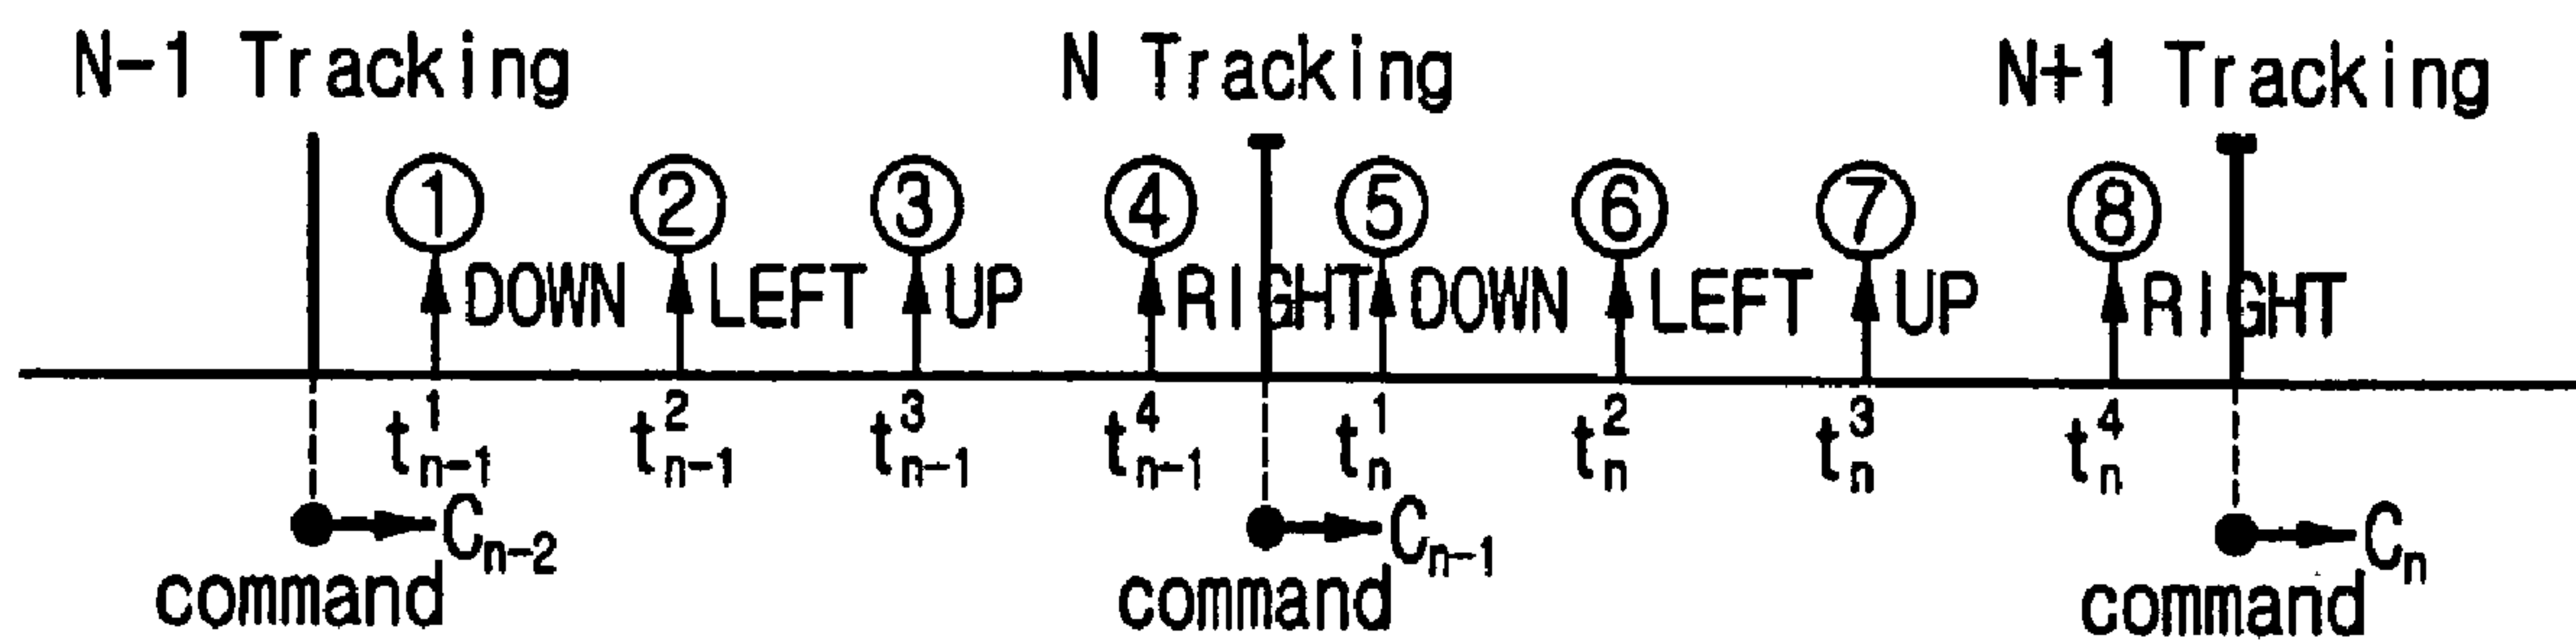 N-1 Tracking N Tracking N+1 Tracking
① ② ③ ④ ⑤ ⑥ ⑦ ⑧
DOWN LEFT UP RIGHT DOWN LEFT UP RIGHT
t¹ₙ₋₁ t²ₙ₋₁ t³ₙ₋₁ t⁴ₙ₋₁ t¹ₙ t²ₙ t³ₙ t⁴ₙ
Cₙ₋₂ Cₙ₋₁ Cₙ
command command command